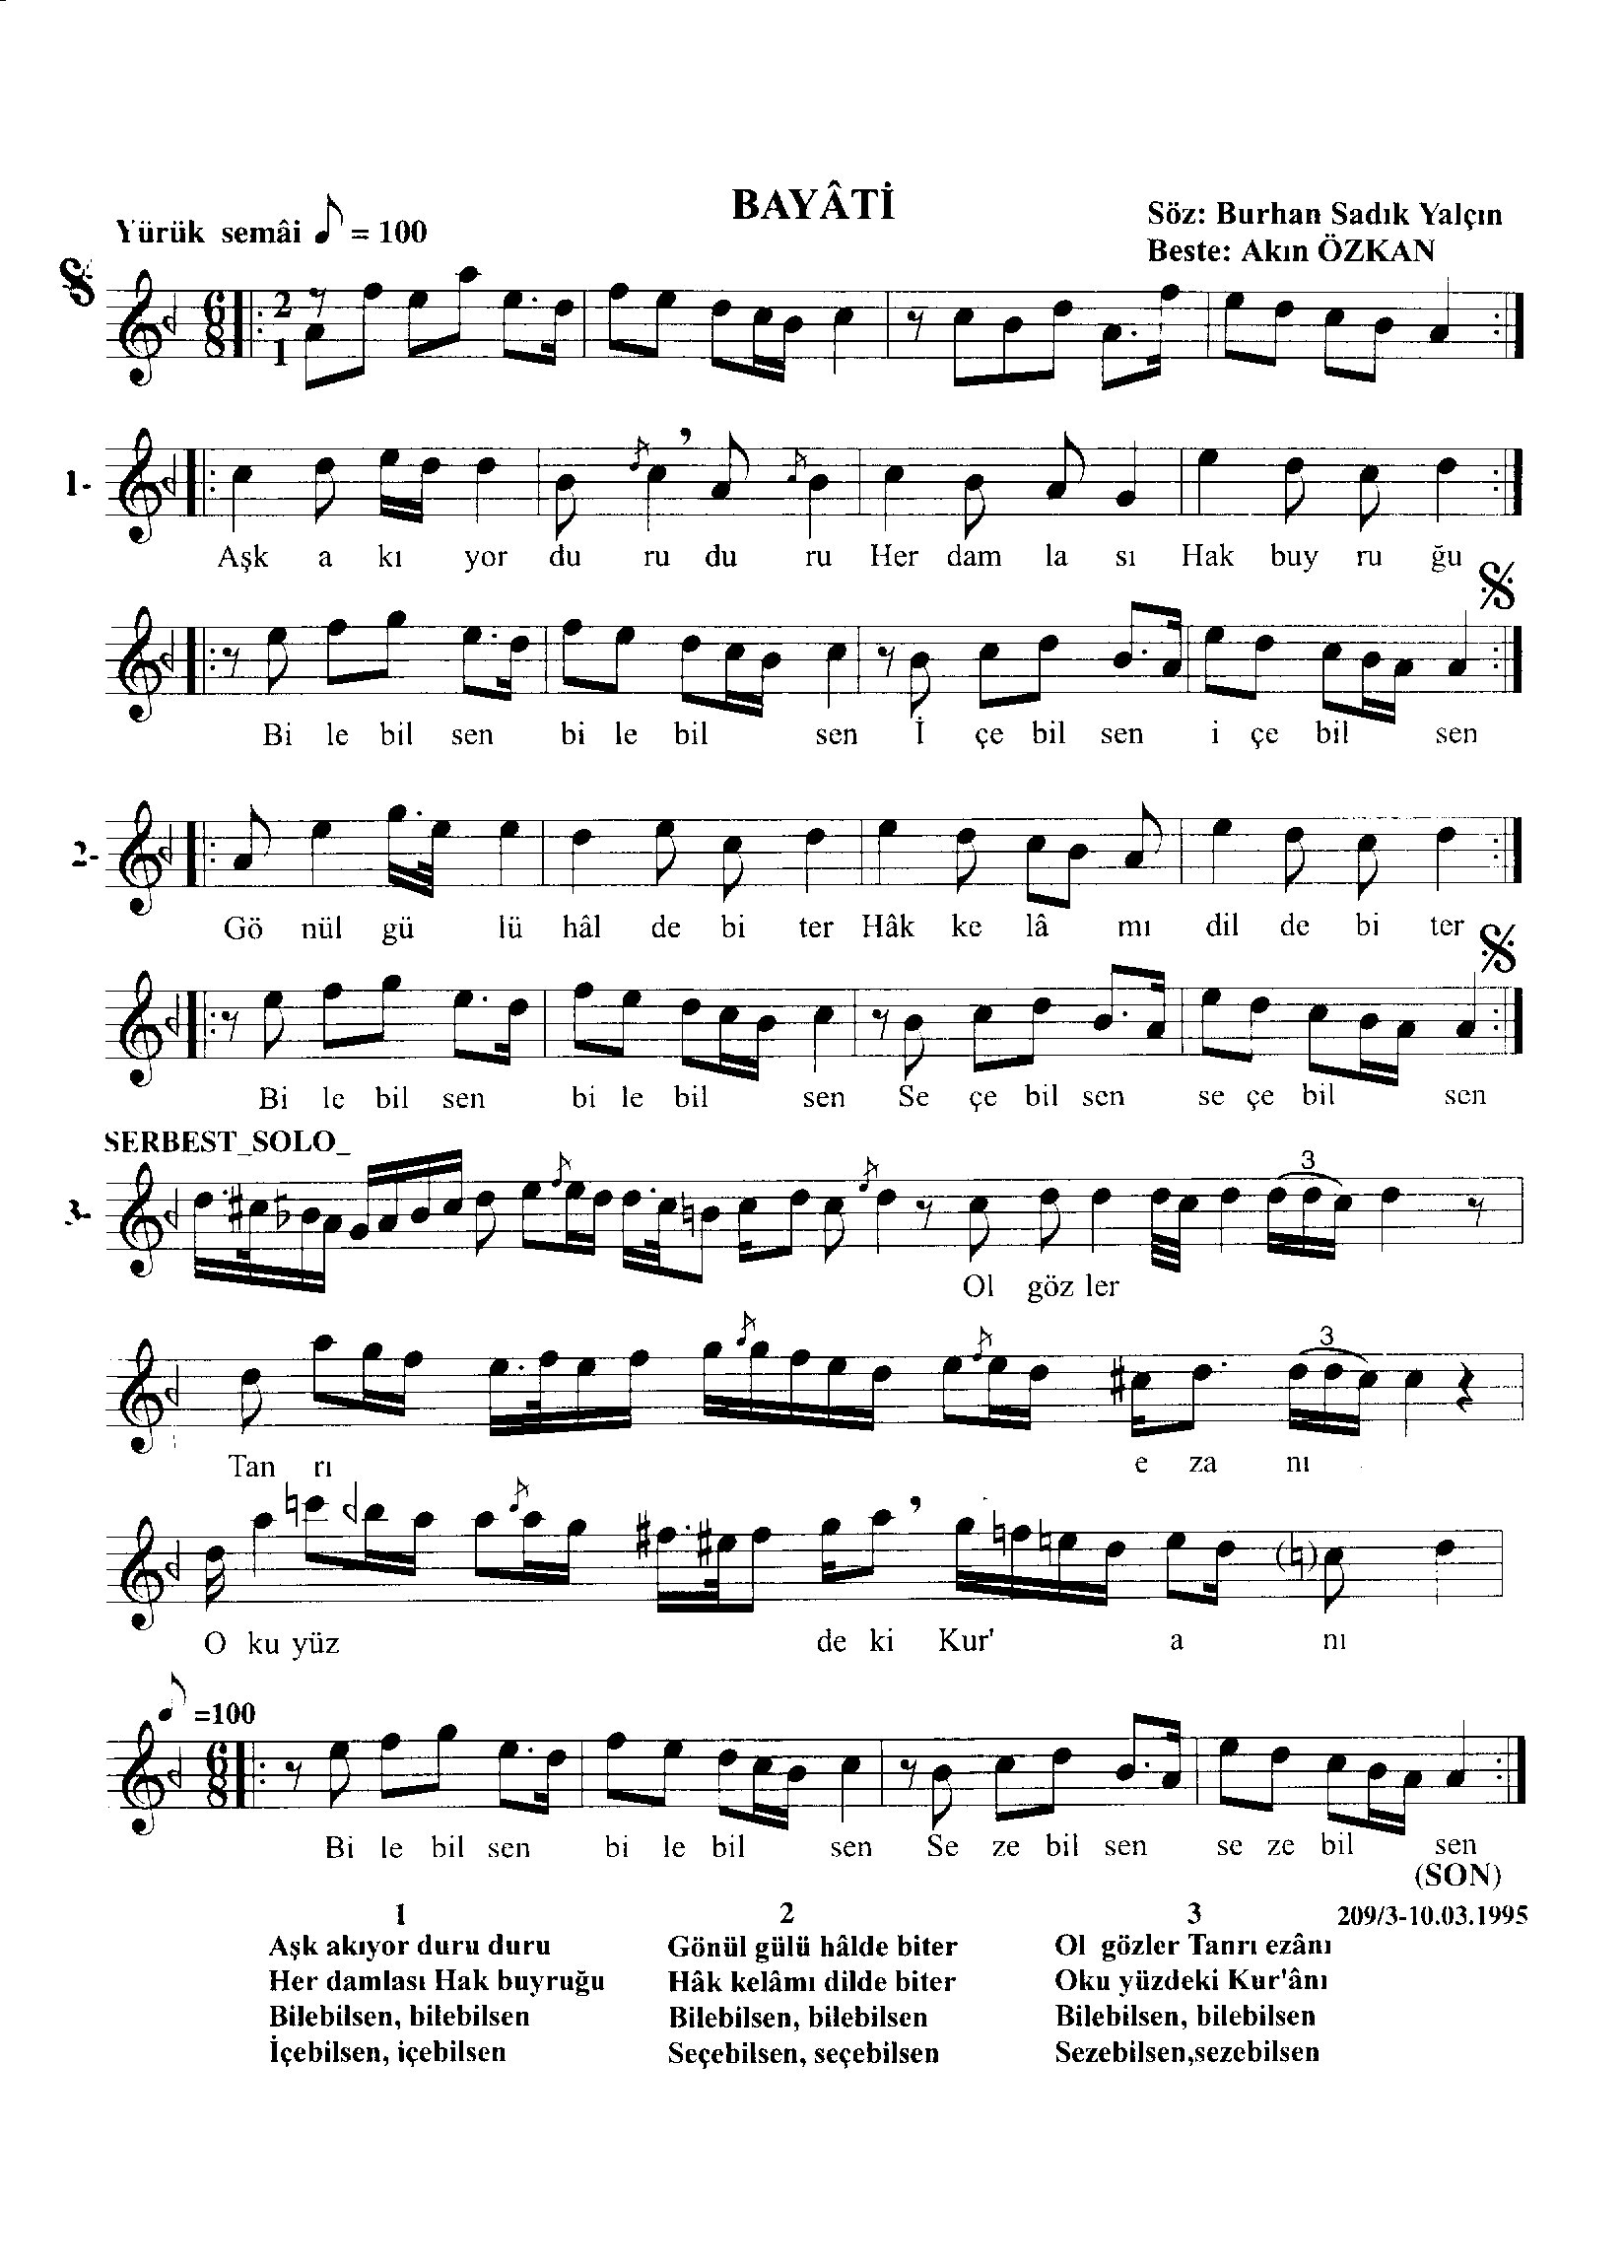 BAYÂTİ
Yürük semâi ♪ = 100
Söz: Burhan Sadık Yalçın
Beste: Akın ÖZKAN
6
8
2
1
1-
Aşk a kı yor du ru du ru Her dam la sı Hak buy ru ğu
Bi le bil sen bi le bil sen İ çe bil sen i çe bil sen
2-
Gö nül gü lü hâl de bi ter Hâk ke lâ mı dil de bi ter
Bi le bil sen bi le bil sen Se çe bil sen se çe bil sen
SERBEST_SOLO_
3-
3
Ol göz ler
3
Tan rı e za nı
O ku yüz de ki Kur' a nı
♪ =100
6
8
Bi le bil sen bi le bil sen Se ze bil sen se ze bil sen
(SON)
209/3-10.03.1995
1
Aşk akıyor duru duru
Her damlası Hak buyruğu
Bilebilsen, bilebilsen
İçebilsen, içebilsen
2
Gönül gülü hâlde biter
Hâk kelâmı dilde biter
Bilebilsen, bilebilsen
Seçebilsen, seçebilsen
3
Ol gözler Tanrı ezânı
Oku yüzdeki Kur'ânı
Bilebilsen, bilebilsen
Sezebilsen,sezebilsen